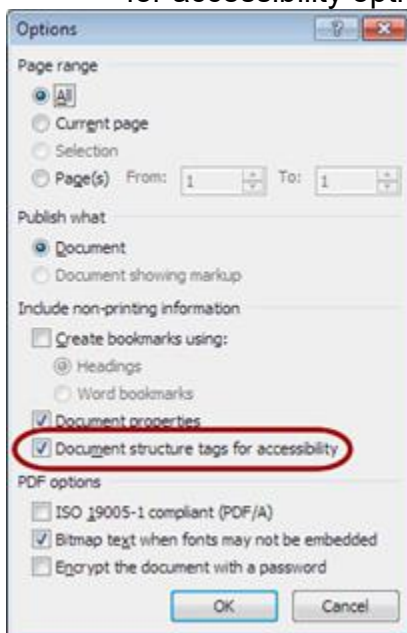 for accessibility opti
Options
Page range
All
Current page
Selection
Page(s) From: 1 To: 1
Publish what
Document
Document showing markup
Include non-printing information
Create bookmarks using:
Headings
Word bookmarks
Document properties
Document structure tags for accessibility
PDF options
ISO 19005-1 compliant (PDF/A)
Bitmap text when fonts may not be embedded
Encrypt the document with a password
OK Cancel